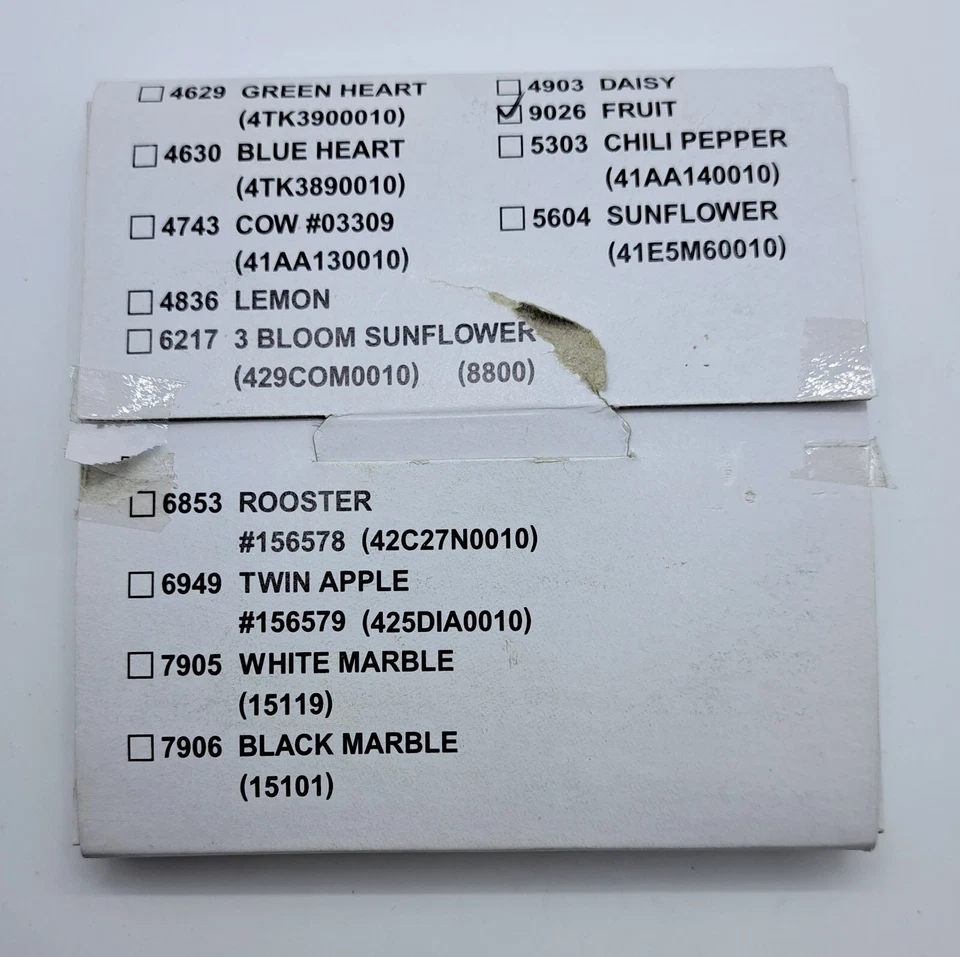 ☐ 4629 GREEN HEART
(4TK3900010)
☐ 4630 BLUE HEART
(4TK3890010)
☐ 4743 COW #03309
(41AA130010)
☐ 4836 LEMON
☐ 6217 3 BLOOM SUNFLOWER
(429COM0010) (8800)
☐ 4903 DAISY
☑ 9026 FRUIT
☐ 5303 CHILI PEPPER
(41AA140010)
☐ 5604 SUNFLOWER
(41E5M60010)
☐ 6853 ROOSTER
#156578 (42C27N0010)
☐ 6949 TWIN APPLE
#156579 (425DIA0010)
☐ 7905 WHITE MARBLE
(15119)
☐ 7906 BLACK MARBLE
(15101)